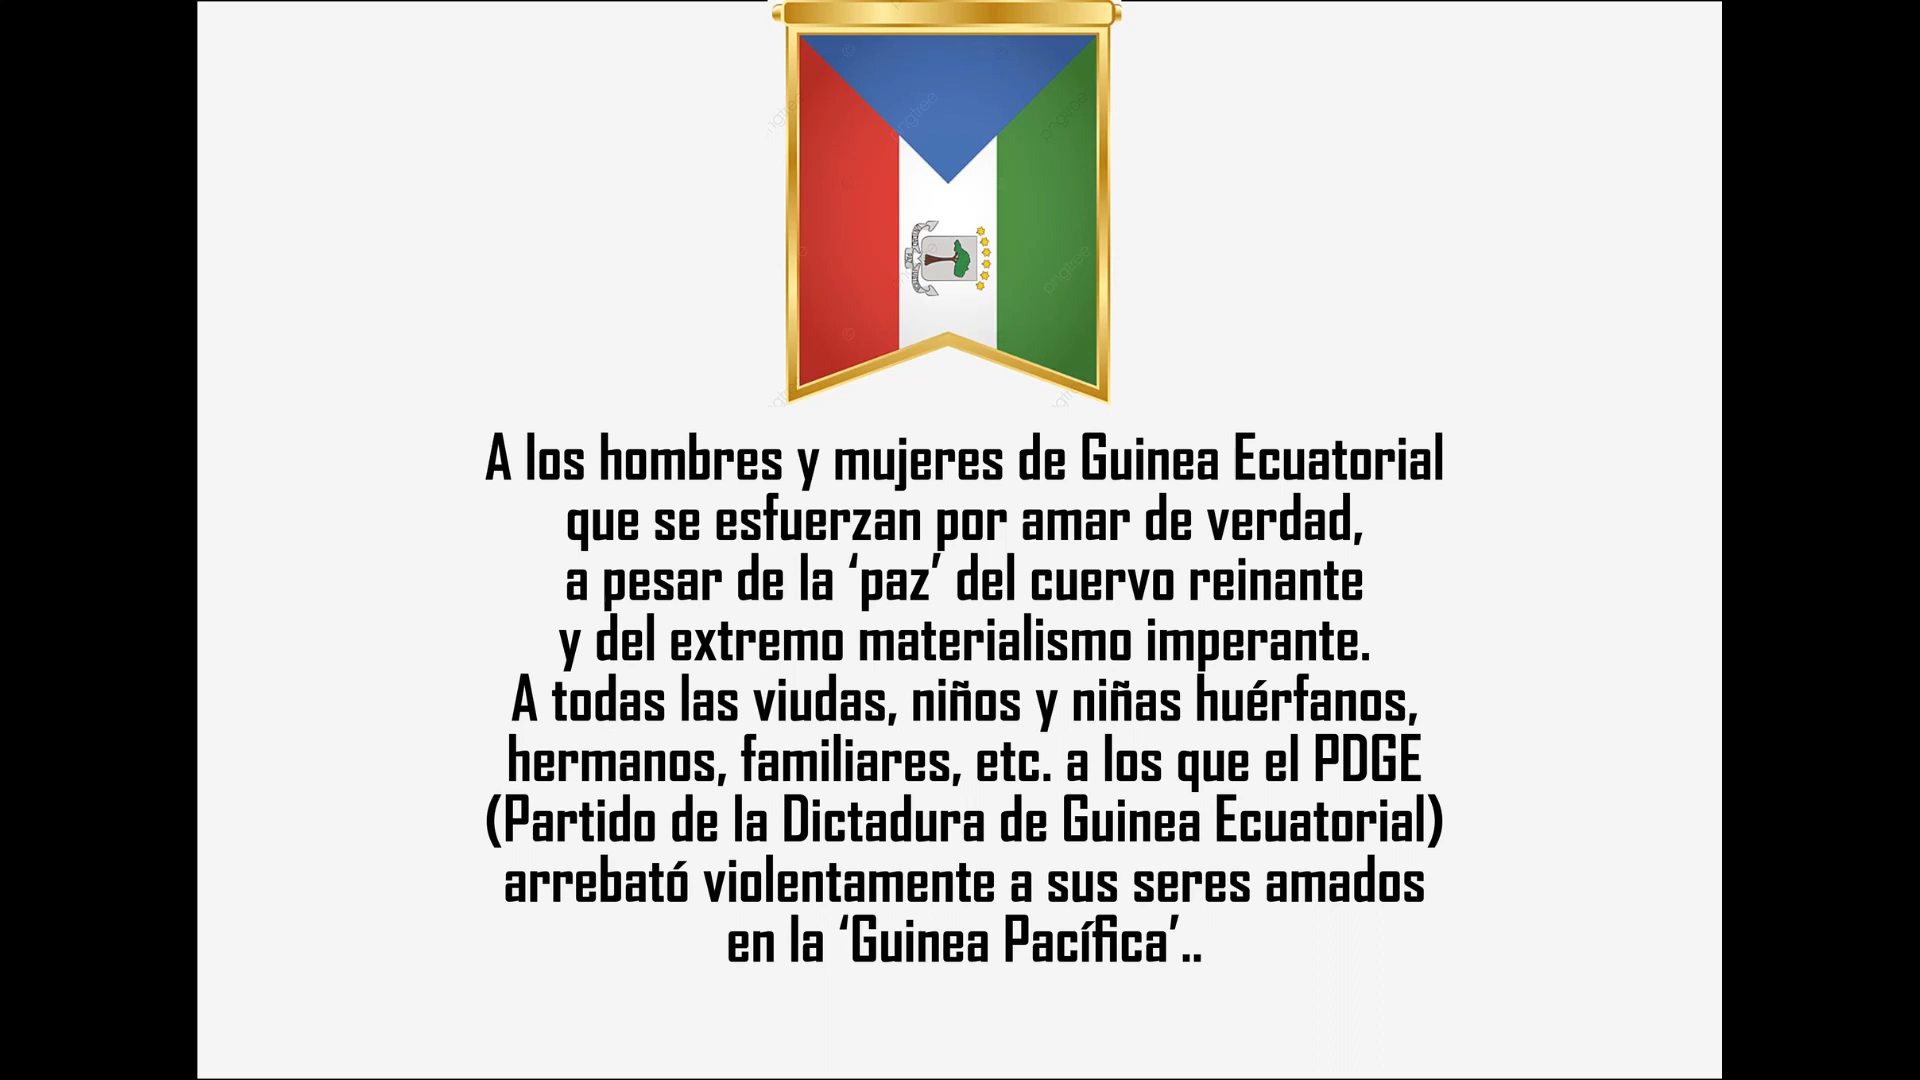 A los hombres y mujeres de Guinea Ecuatorial
que se esfuerzan por amar de verdad,
a pesar de la ‘paz’ del cuervo reinante
y del extremo materialismo imperante.
A todas las viudas, niños y niñas huérfanos,
hermanos, familiares, etc. a los que el PDGE
(Partido de la Dictadura de Guinea Ecuatorial)
arrebató violentamente a sus seres amados
en la ‘Guinea Pacífica’..